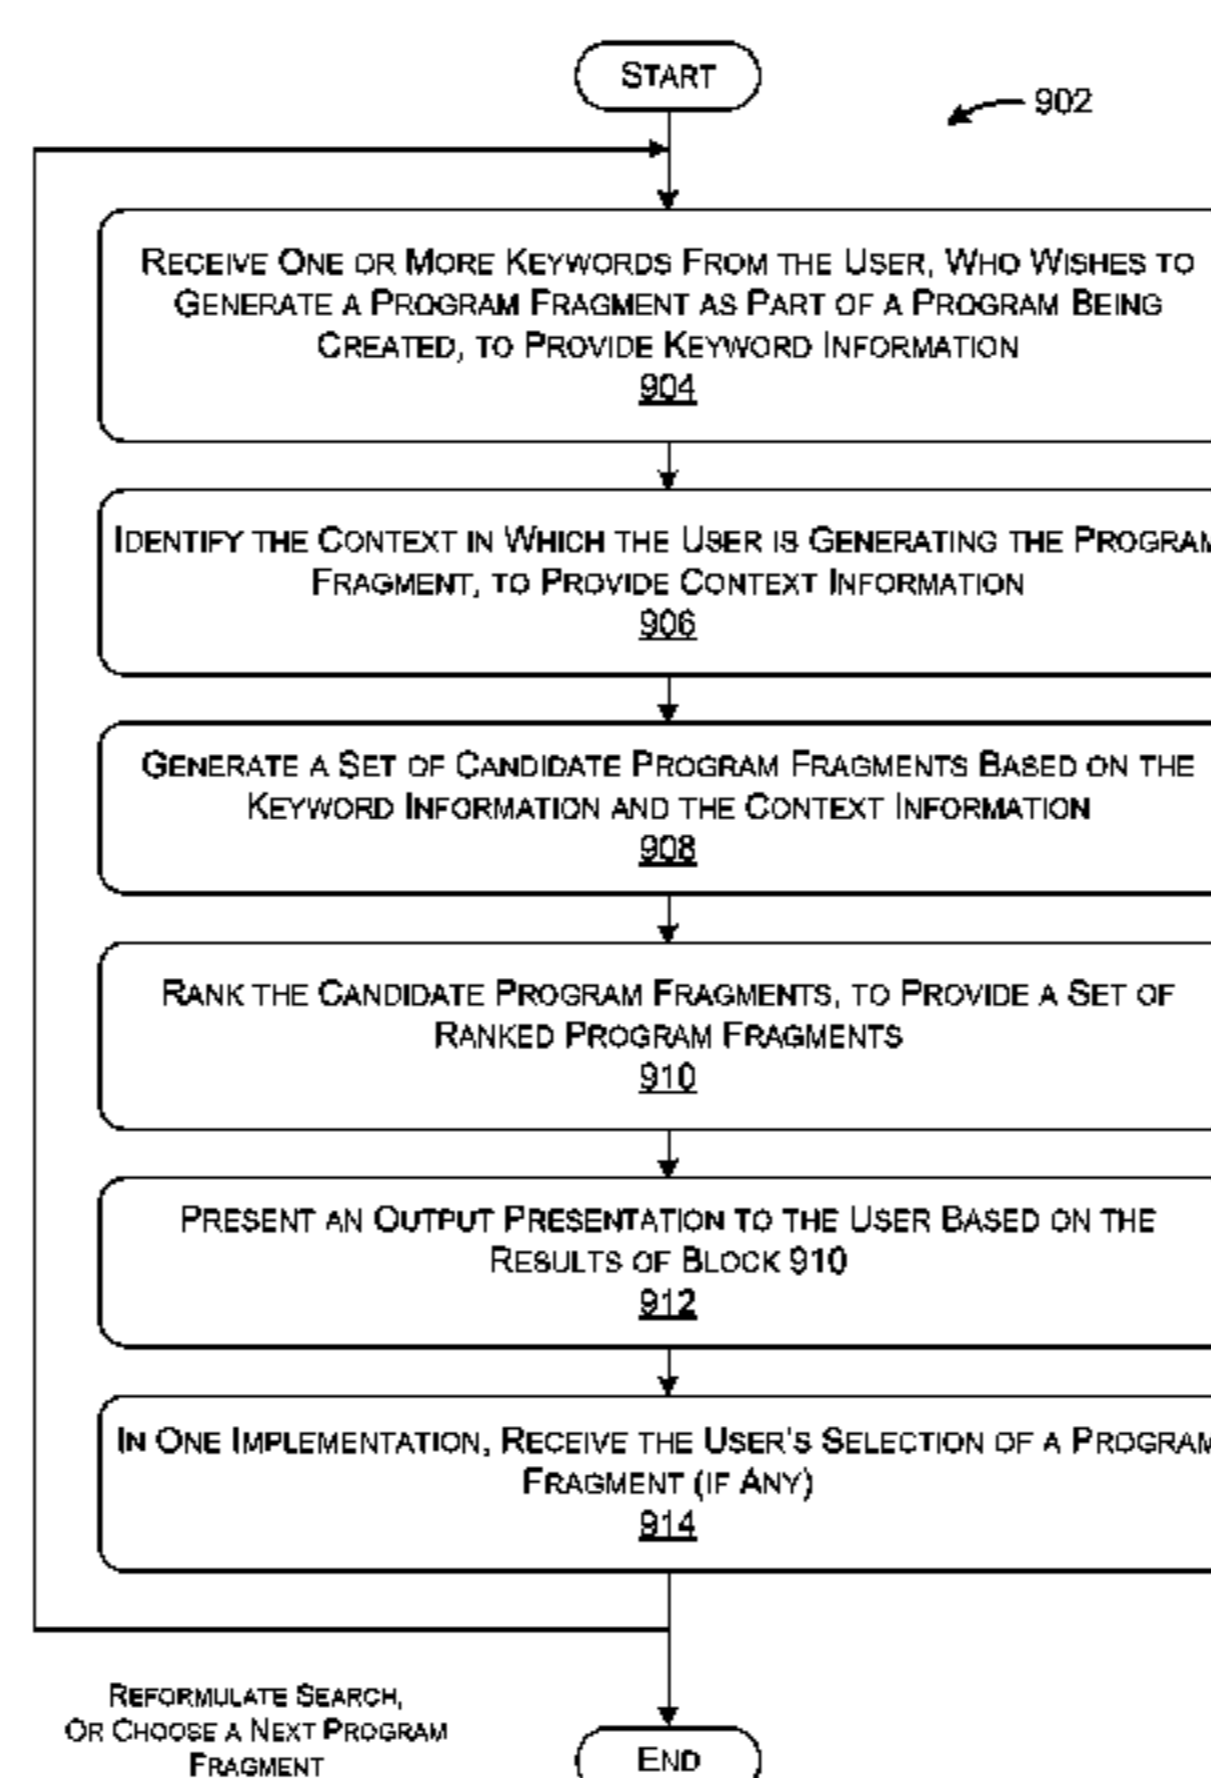 START
902
RECEIVE ONE OR MORE KEYWORDS FROM THE USER, WHO WISHES TO
GENERATE A PROGRAM FRAGMENT AS PART OF A PROGRAM BEING
CREATED, TO PROVIDE KEYWORD INFORMATION
904
IDENTIFY THE CONTEXT IN WHICH THE USER IS GENERATING THE PROGRAM
FRAGMENT, TO PROVIDE CONTEXT INFORMATION
906
GENERATE A SET OF CANDIDATE PROGRAM FRAGMENTS BASED ON THE
KEYWORD INFORMATION AND THE CONTEXT INFORMATION
908
RANK THE CANDIDATE PROGRAM FRAGMENTS, TO PROVIDE A SET OF
RANKED PROGRAM FRAGMENTS
910
PRESENT AN OUTPUT PRESENTATION TO THE USER BASED ON THE
RESULTS OF BLOCK 910
912
IN ONE IMPLEMENTATION, RECEIVE THE USER'S SELECTION OF A PROGRAM
FRAGMENT (IF ANY)
914
REFORMULATE SEARCH,
OR CHOOSE A NEXT PROGRAM
FRAGMENT
END